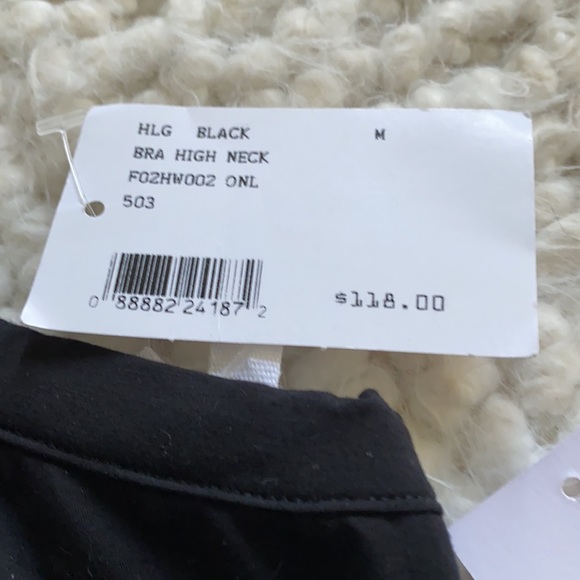 HLG BLACK M
BRA HIGH NECK
F02HW002 ONL
503
0 88882 24187 2
$118.00